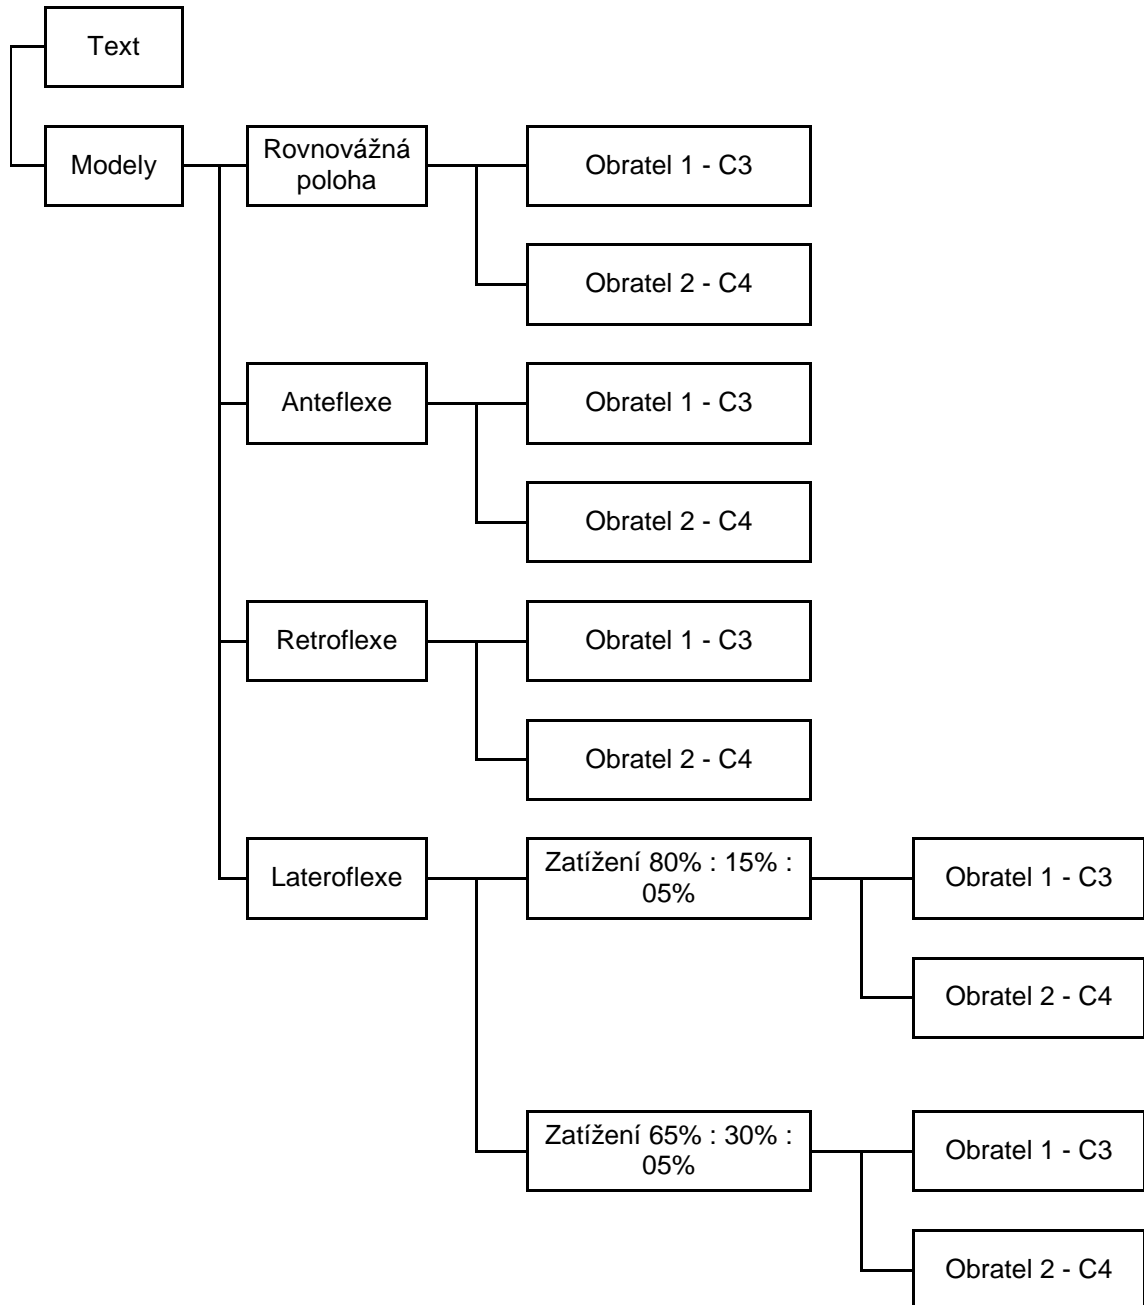 Text
Modely
Rovnovážná
poloha
Obratel 1 - C3
Obratel 2 - C4
Anteflexe
Obratel 1 - C3
Obratel 2 - C4
Retroflexe
Obratel 1 - C3
Obratel 2 - C4
Lateroflexe
Zatížení 80% : 15% :
05%
Obratel 1 - C3
Obratel 2 - C4
Zatížení 65% : 30% :
05%
Obratel 1 - C3
Obratel 2 - C4